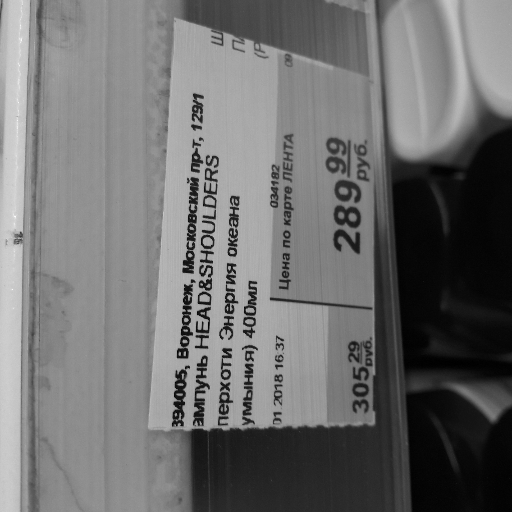 394005, Воронеж, Московский пр-т, 129/1
ампунь HEAD&SHOULDERS
перхоти Энергия океана
умыния) 400мл
01.2018 16:37
034182
Цена по карте ЛЕНТА
289 99
руб.
305 29
руб.
Ш
(Р
09